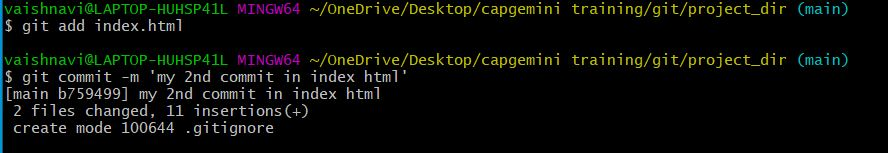 vaishnavi@LAPTOP-HUHSP41L MINGW64 ~/OneDrive/Desktop/capgemini training/git/project_dir (main)
$ git add index.html
vaishnavi@LAPTOP-HUHSP41L MINGW64 ~/OneDrive/Desktop/capgemini training/git/project_dir (main)
$ git commit -m 'my 2nd commit in index html'
[main b759499] my 2nd commit in index html
 2 files changed, 11 insertions(+)
 create mode 100644 .gitignore